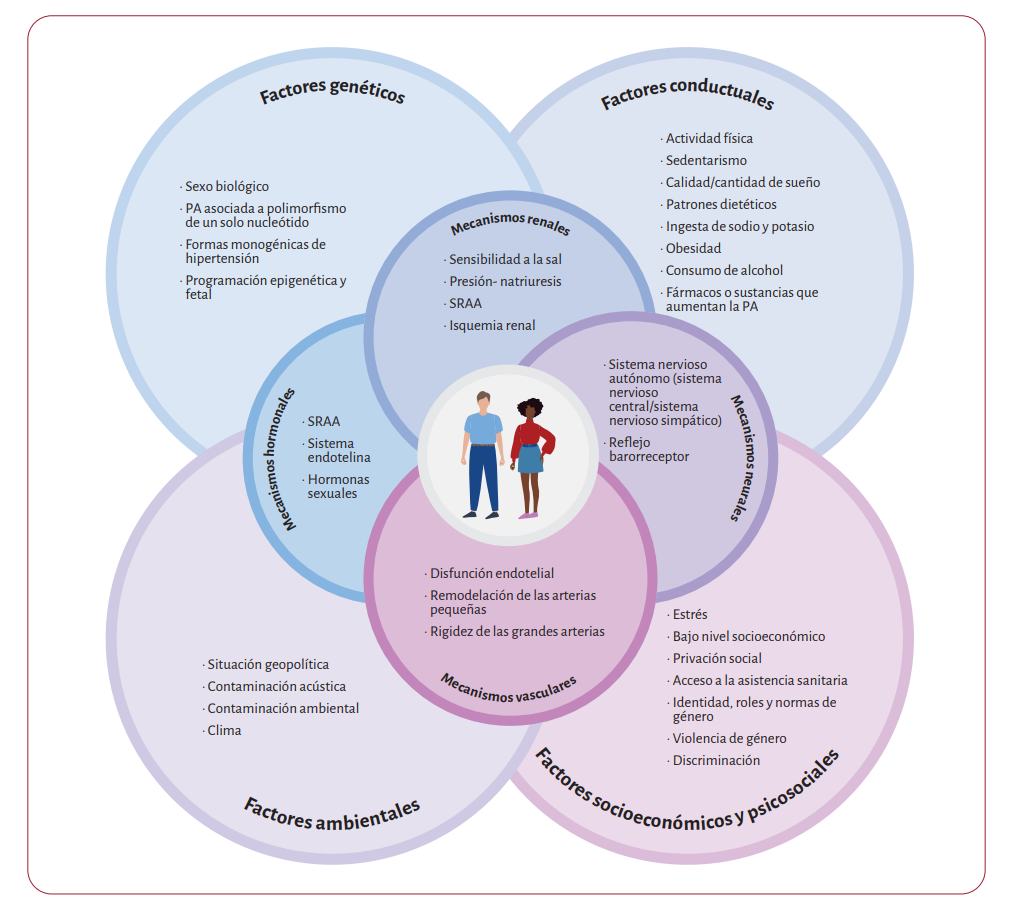 Factores genéticos
· Sexo biológico
· PA asociada a polimorfismo
de un solo nucleótido
· Formas monogénicas de
hipertensión
· Programación epigenética y
fetal
Factores conductuales
· Actividad física
· Sedentarismo
· Calidad/cantidad de sueño
· Patrones dietéticos
· Ingesta de sodio y potasio
· Obesidad
· Consumo de alcohol
· Fármacos o sustancias que
aumentan la PA
Mecanismos renales
· Sensibilidad a la sal
· Presión- natriuresis
· SRAA
· Isquemia renal
Mecanismos hormonales
· SRAA
· Sistema
endotelina
· Hormonas
sexuales
· Sistema nervioso
autónomo (sistema
nervioso
central/sistema
nervioso simpático)
· Reflejo
barorreceptor
Mecanismos neurales
· Disfunción endotelial
· Remodelación de las arterias
pequeñas
· Rigidez de las grandes arterias
Mecanismos vasculares
· Situación geopolítica
· Contaminación acústica
· Contaminación ambiental
· Clima
Factores ambientales
· Estrés
· Bajo nivel socioeconómico
· Privación social
· Acceso a la asistencia sanitaria
· Identidad, roles y normas de
género
· Violencia de género
· Discriminación
Factores socioeconómicos y psicosociales